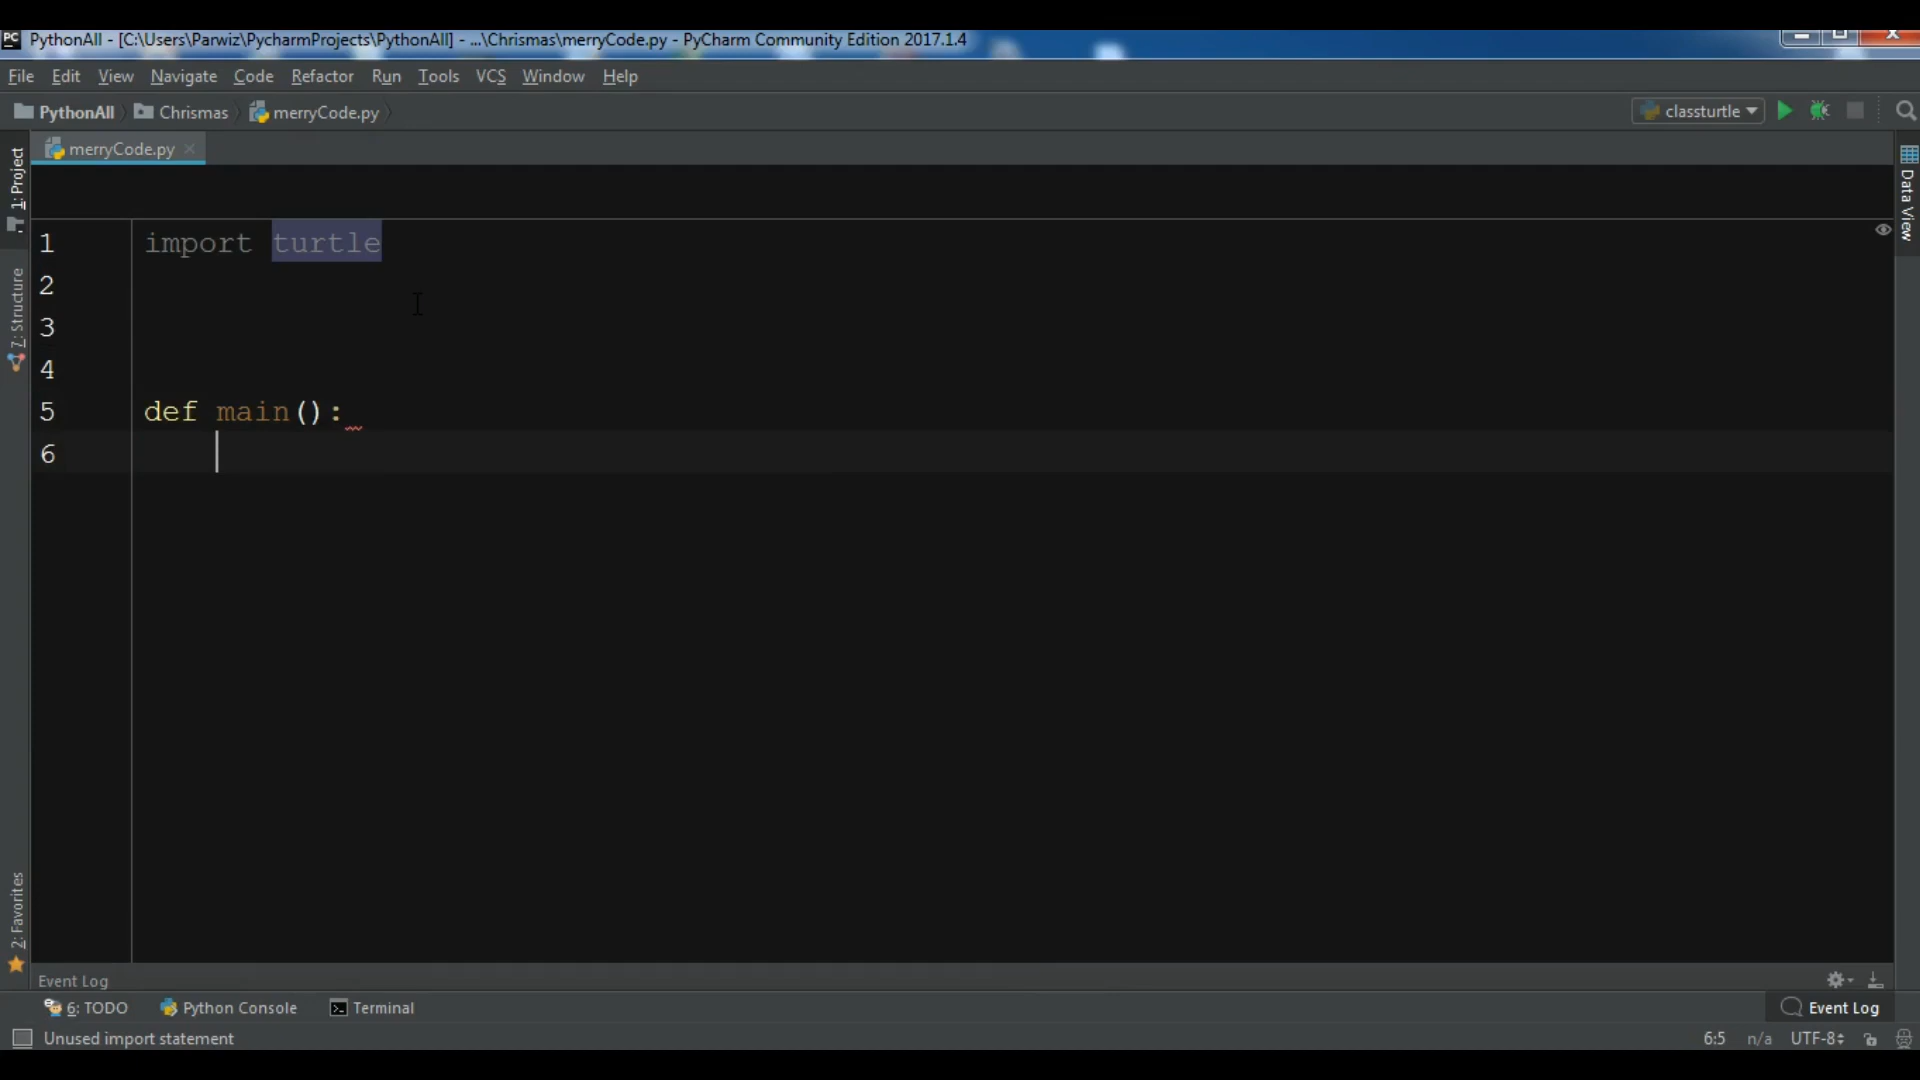 PC PythonAll - [C:\Users\Parwiz\PycharmProjects\PythonAll] - ...\Chrismas\merryCode.py - PyCharm Community Edition 2017.1.4
File Edit View Navigate Code Refactor Run Tools VCS Window Help
PythonAll Chrismas merryCode.py classturtle
merryCode.py
1: Project
Data View
1 import turtle
2
7: Structure
3
4
5 def main():
6
2: Favorites
Event Log
6: TODO Python Console Terminal Event Log
Unused import statement 6:5 n/a UTF-8